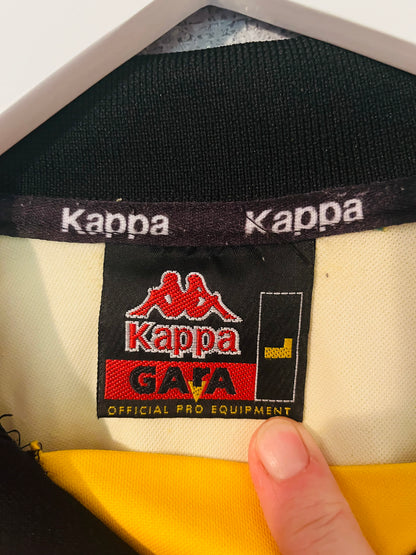 Kappa Kappa
Kappa
GArA
L
OFFICIAL PRO EQUIPMENT